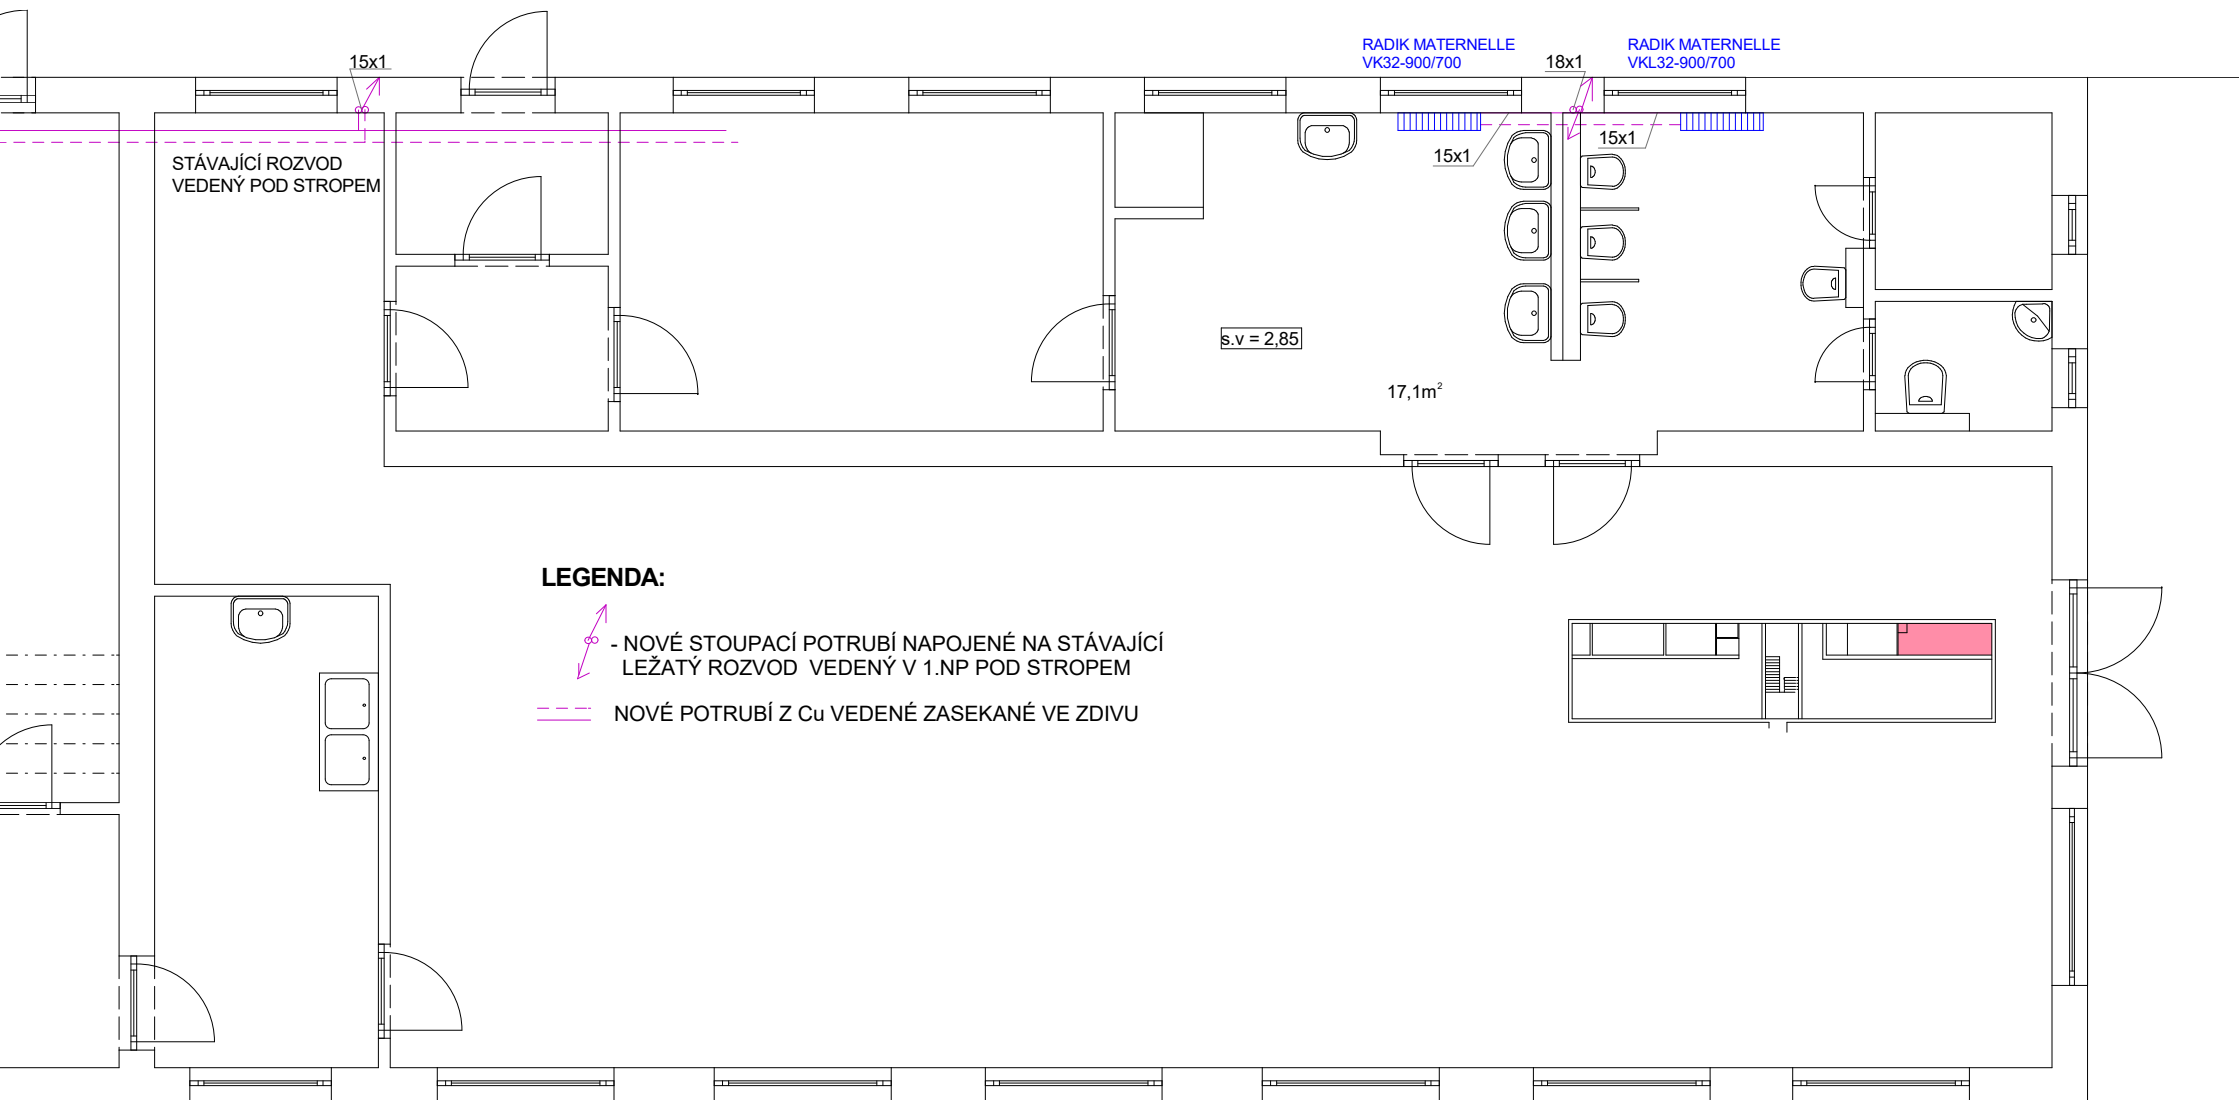 15x1
RADIK MATERNELLE
VK32-900/700
18x1
RADIK MATERNELLE
VKL32-900/700
STÁVAJÍCÍ ROZVOD
VEDENÝ POD STROPEM
15x1
15x1
s.v = 2,85
17,1m²
LEGENDA:
- NOVÉ STOUPACÍ POTRUBÍ NAPOJENÉ NA STÁVAJÍCÍ
LEŽATÝ ROZVOD VEDENÝ V 1.NP POD STROPEM
NOVÉ POTRUBÍ Z Cu VEDENÉ ZASEKANÉ VE ZDIVU